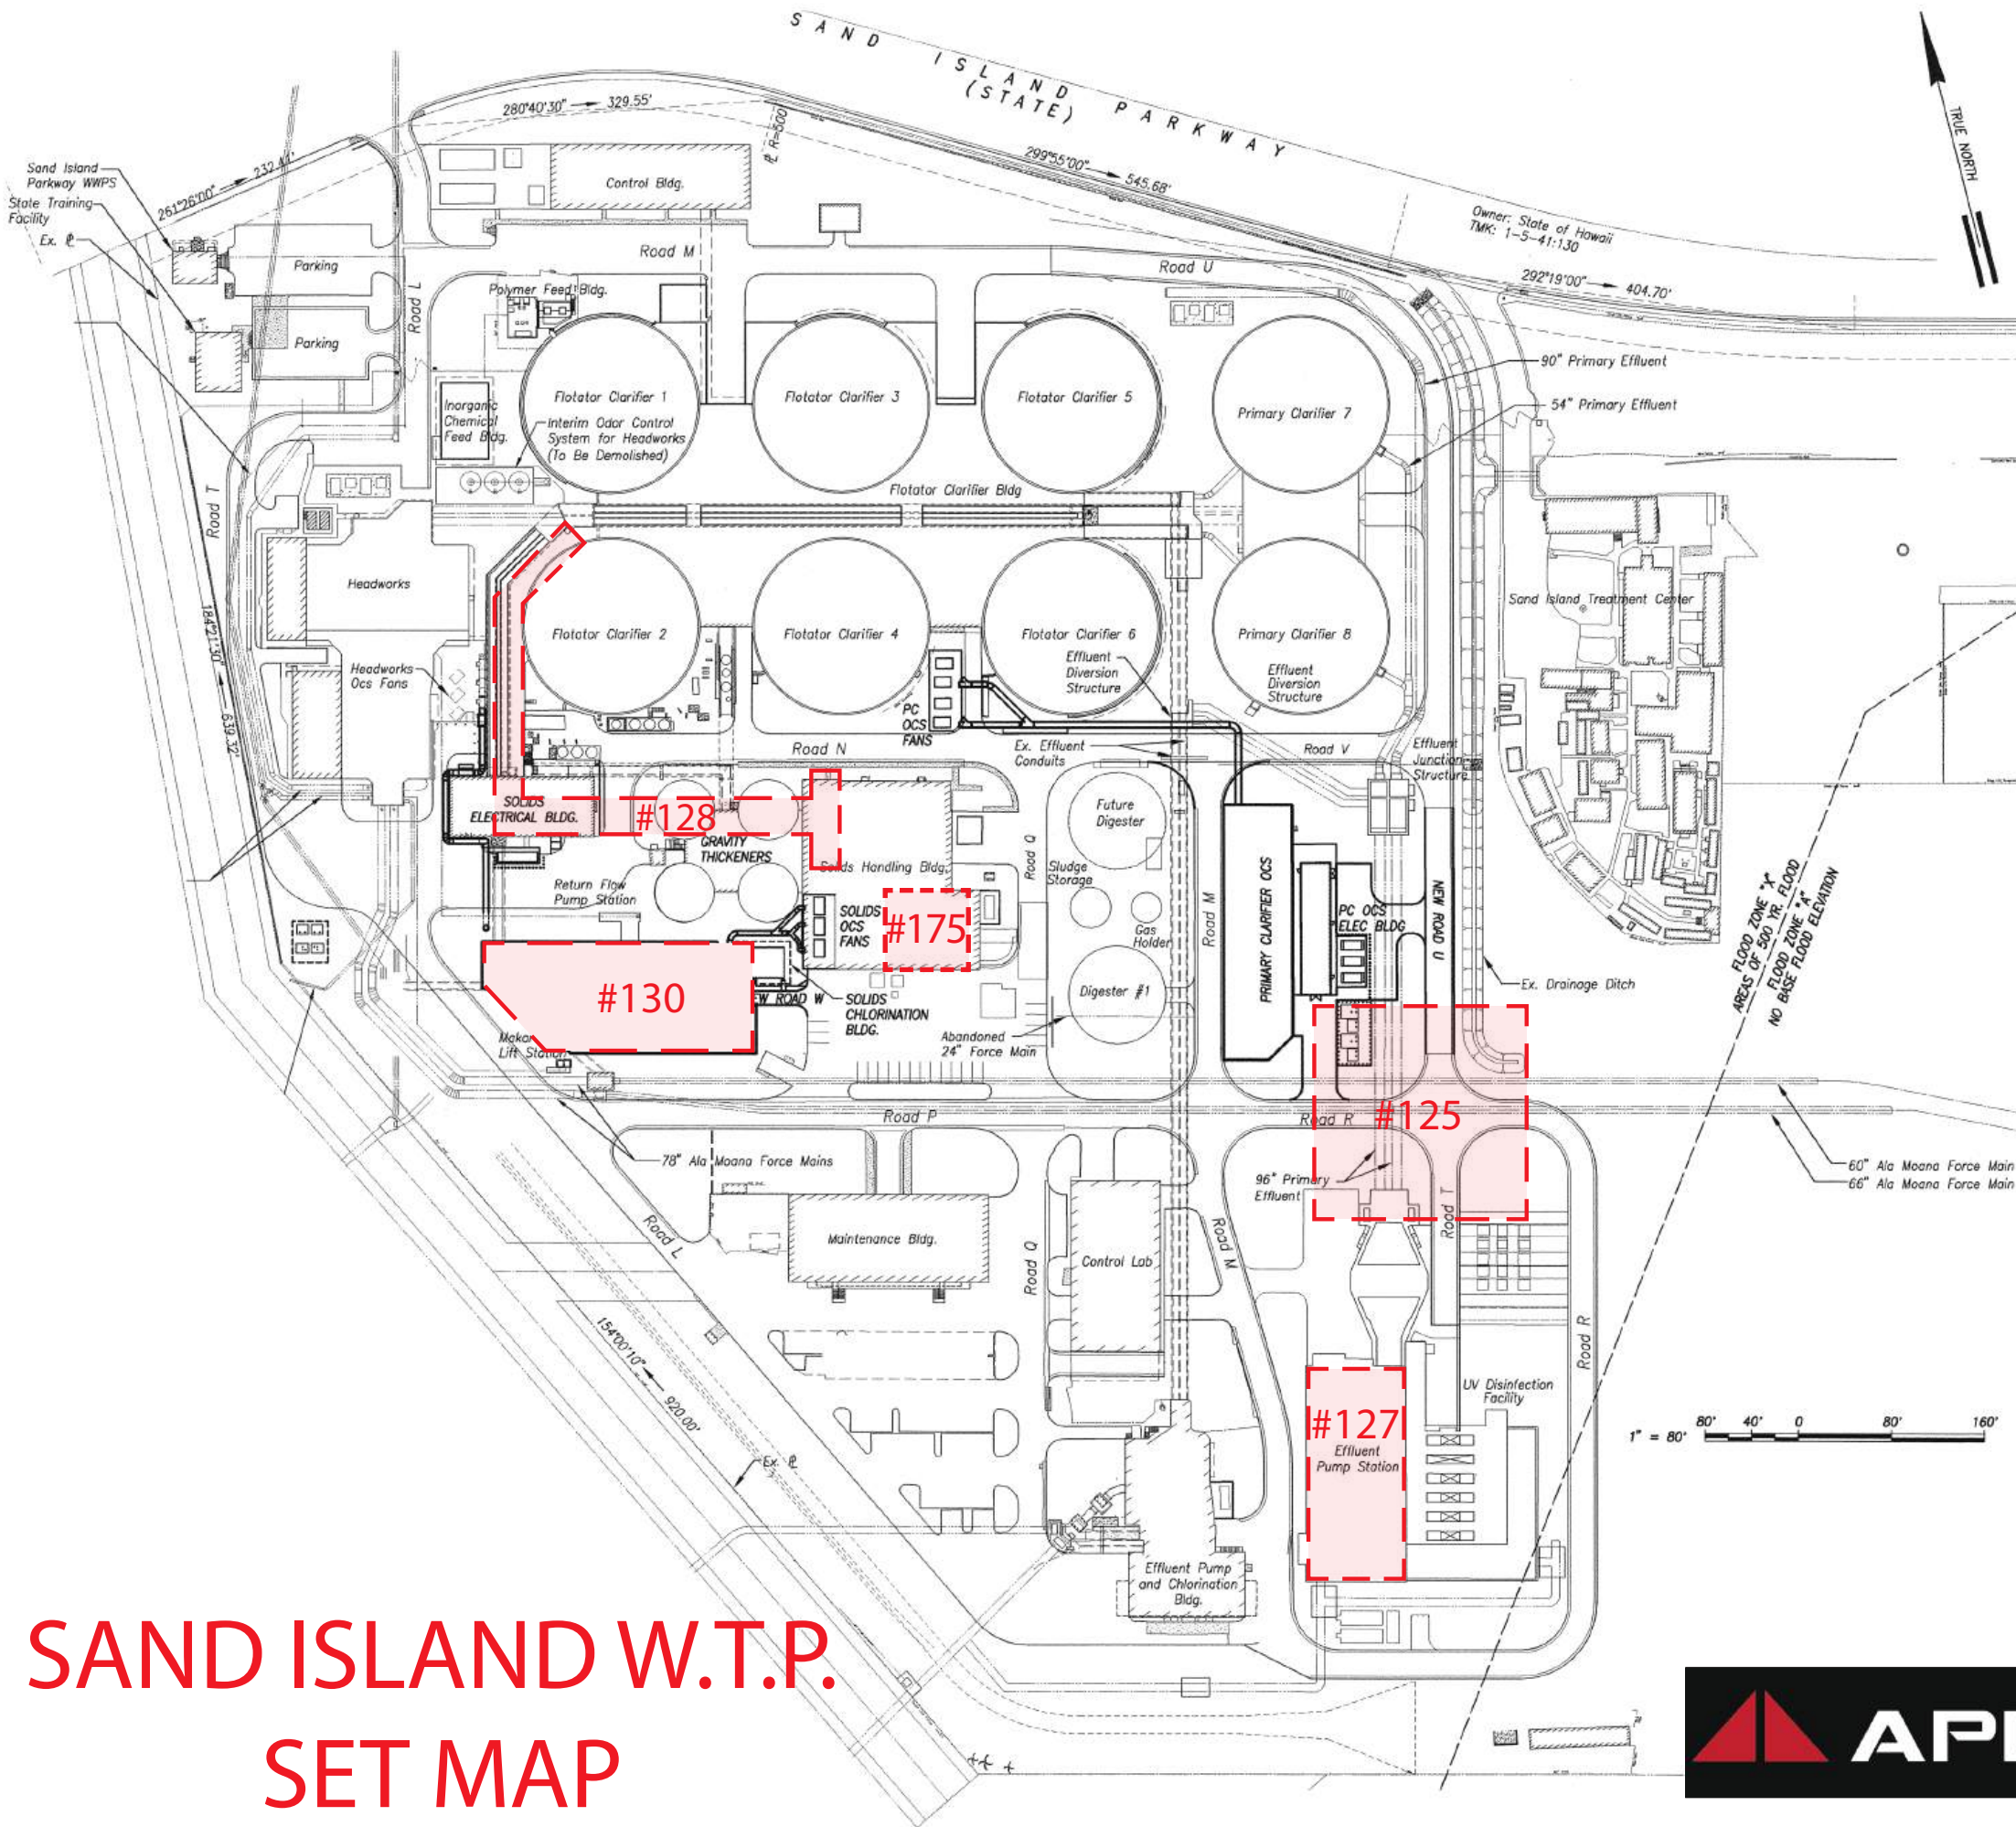 SAND ISLAND PARKWAY
(STATE)
TRUE NORTH
280°40'30" 329.55'
℄ R=500'
299°55'00" 545.68'
Owner: State of Hawaii
TMK: 1-5-41:130
292°19'00" 404.70'
261°26'00"
Sand Island
Parkway WWPS
State Training
Facility
Ex. ℄
Control Bldg.
Parking
Parking
Road L
Road M
Road U
Polymer Feed Bldg.
Inorganic
Chemical
Feed Bldg.
Interim Odor Control
System for Headworks
(To Be Demolished)
Flotator Clarifier 1
Flotator Clarifier 3
Flotator Clarifier 5
Primary Clarifier 7
90" Primary Effluent
54" Primary Effluent
Flotator Clarifier Bldg
Road T
Headworks
Headworks
Ocs Fans
184°21'30" 639.32'
Flotator Clarifier 2
Flotator Clarifier 4
Flotator Clarifier 6
Primary Clarifier 8
Effluent
Diversion
Structure
Effluent
Diversion
Structure
Sand Island Treatment Center
PC
OCS
FANS
Road N
Ex. Effluent
Conduits
Road V
Effluent
Junction
Structure
SOLIDS
ELECTRICAL BLDG.
#128
GRAVITY
THICKENERS
Solids Handling Bldg.
Return Flow
Pump Station
SOLIDS
OCS
FANS
#175
Road Q
Future
Digester
Sludge
Storage
Gas
Holder
Digester #1
Road M
PRIMARY CLARIFIER OCS
PC OCS
ELEC BLDG
NEW ROAD U
Ex. Drainage Ditch
FLOOD ZONE "X"
AREAS OF 500 YR. FLOOD
FLOOD ZONE "A"
NO BASE FLOOD ELEVATION
#130
ROAD W
SOLIDS
CHLORINATION
BLDG.
Lift Station
Abandoned
24" Force Main
Road P
Road R
#125
78" Ala Moana Force Mains
96" Primary
Effluent
60" Ala Moana Force Main
66" Ala Moana Force Main
Road L
Maintenance Bldg.
Road Q
Control Lab
Road M
Road T
Road R
154°00'10" 920.00'
Ex. ℄
UV Disinfection
Facility
#127
Effluent
Pump Station
1" = 80'
80' 40' 0 80' 160'
Effluent Pump
and Chlorination
Bldg.
SAND ISLAND W.T.P.
SET MAP
AP